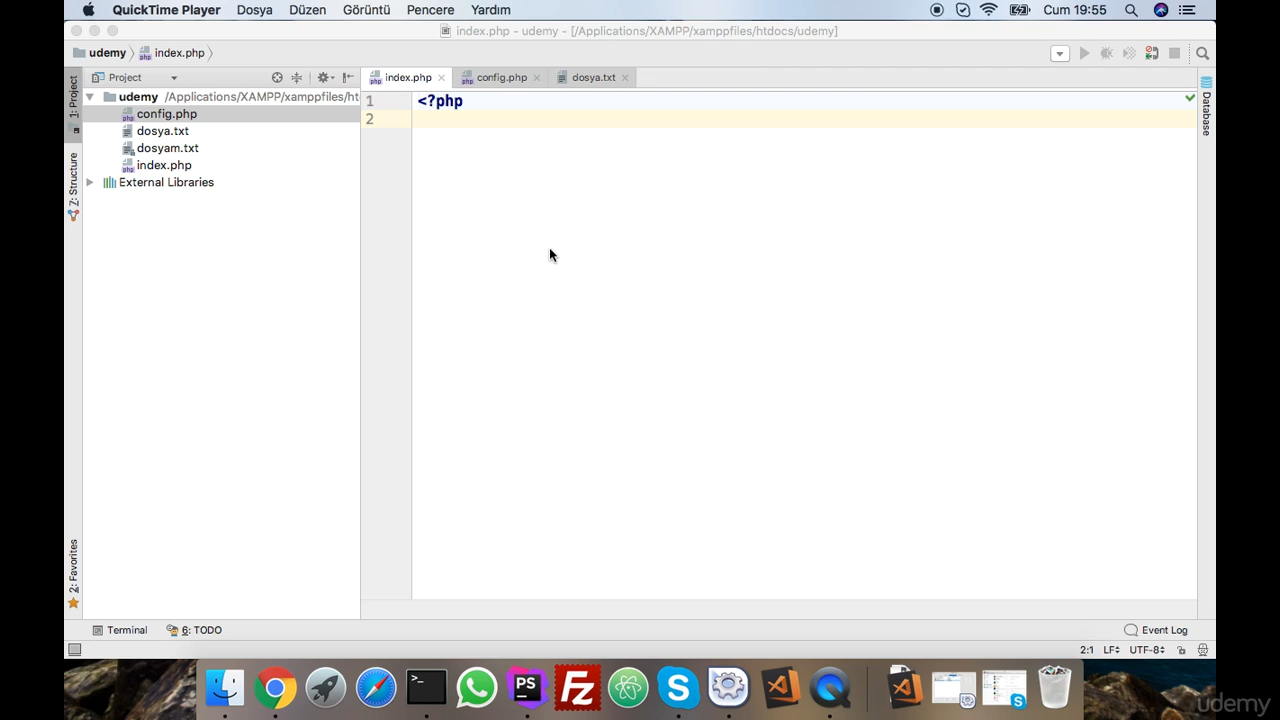 QuickTime Player Dosya Düzen Görüntü Pencere Yardım Cum 19:55
index.php - udemy - [/Applications/XAMPP/xamppfiles/htdocs/udemy]
udemy index.php
Project index.php config.php dosya.txt
1: Project
udemy /Applications/XAMPP/xamppfiles/ht
config.php
dosya.txt
dosyam.txt
index.php
External Libraries
Z: Structure
2: Favorites
1 <?php
2
Database
Terminal 6: TODO Event Log
2:1 LF UTF-8
PS
Fz
udemy